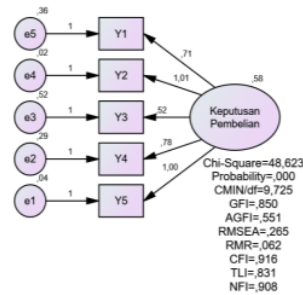 ,36
e5 1 Y1
,71
,02
e4 1 Y2
1,01
,58
,52
e3 1 Y3
,52
Keputusan
Pembelian
,29
e2 1 Y4
,78
,04
e1 1 Y5
1,00
Chi-Square=48,623
Probability=,000
CMIN/df=9,725
GFI=,850
AGFI=,551
RMSEA=,265
RMR=,062
CFI=,916
TLI=,831
NFI=,908